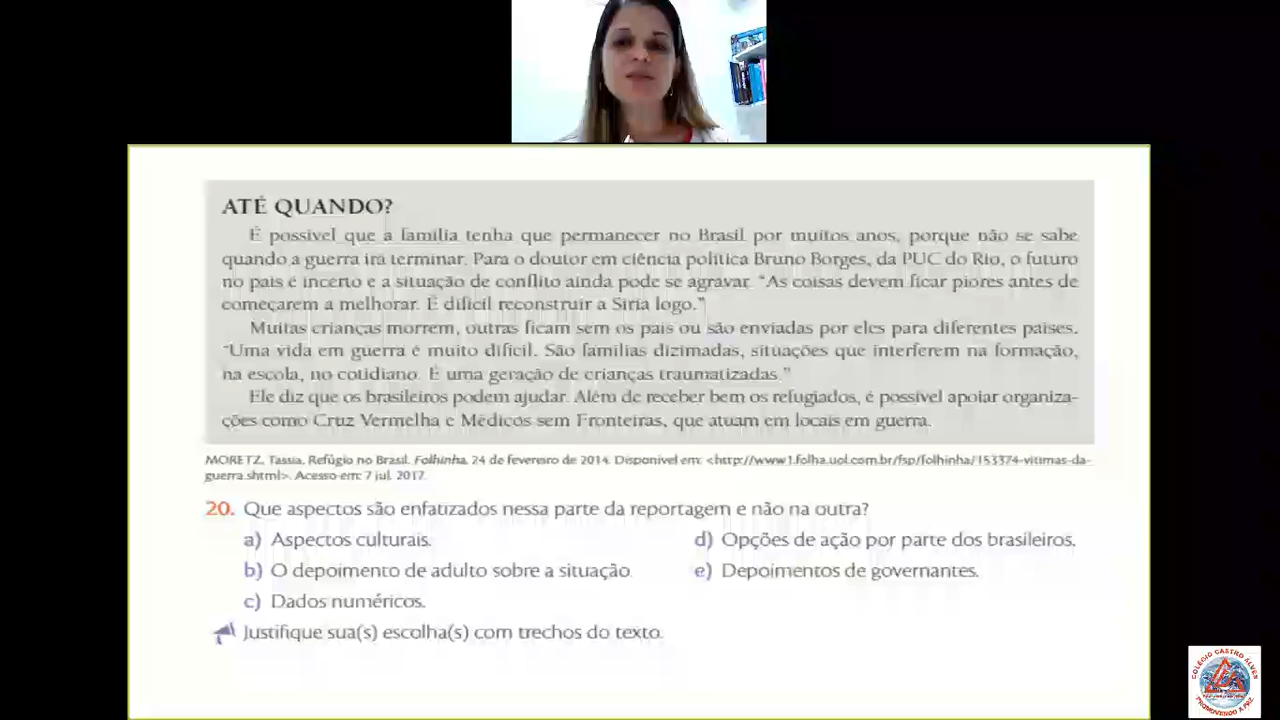 ATÉ QUANDO?
É possível que a família tenha que permanecer no Brasil por muitos anos, porque não se sabe
quando a guerra irá terminar. Para o doutor em ciência política Bruno Borges, da PUC do Rio, o futuro
no país é incerto e a situação de conflito ainda pode se agravar. "As coisas devem ficar piores antes de
começarem a melhorar. É difícil reconstruir a Síria logo."
Muitas crianças morrem, outras ficam sem os pais ou são enviadas por eles para diferentes países.
"Uma vida em guerra é muito difícil. São famílias dizimadas, situações que interferem na formação,
na escola, no cotidiano. É uma geração de crianças traumatizadas."
Ele diz que os brasileiros podem ajudar. Além de receber bem os refugiados, é possível apoiar organiza-
ções como Cruz Vermelha e Médicos sem Fronteiras, que atuam em locais em guerra.
MORETZ, Tassia. Refúgio no Brasil. Folhinha, 24 de fevereiro de 2014. Disponível em: <http://www1.folha.uol.com.br/fsp/folhinha/153374-vitimas-da-
guerra.shtml>. Acesso em: 7 jul. 2017.
20. Que aspectos são enfatizados nessa parte da reportagem e não na outra?
a) Aspectos culturais.
b) O depoimento de adulto sobre a situação.
c) Dados numéricos.
d) Opções de ação por parte dos brasileiros.
e) Depoimentos de governantes.
Justifique sua(s) escolha(s) com trechos do texto.
COLÉGIO CASTRO ALVES
PROMOVENDO A PAZ